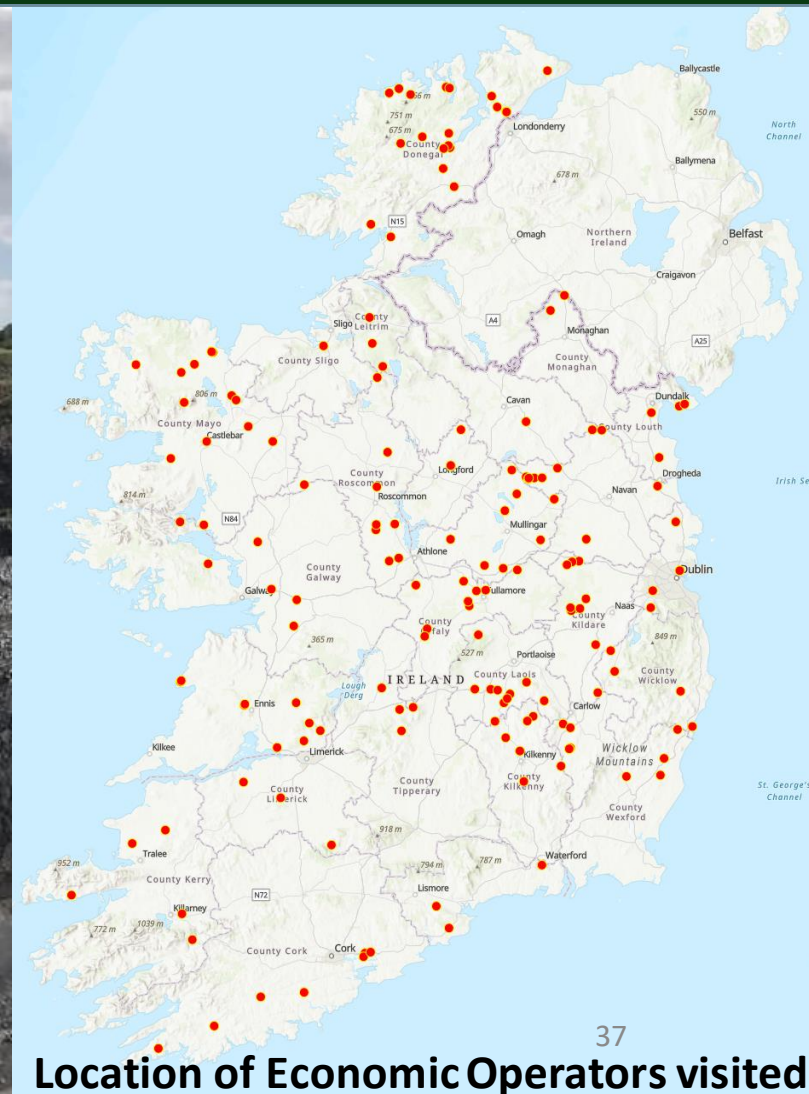 Ballycastle
56 m
751 m
675 m
550 m
North
Channel
Londonderry
County
Donegal
Ballymena
678 m
N15
Omagh
Northern
Ireland
Belfast
Craigavon
Sligo
County
Leitrim
A4
Monaghan
A25
County Sligo
County
Monaghan
688 m
806 m
Cavan
Dundalk
County Mayo
Castlebar
County Louth
County
Roscommon
Longford
Roscommon
Drogheda
Navan
Irish Se
814 m
N84
Mullingar
Athlone
County
Galway
Dublin
Galway
Tullamore
County
Kildare
Naas
County
365 m
849 m
527 m
Portlaoise
County
Wicklow
IRELAND
County Laois
Lough
Derg
Ennis
Carlow
Kilkee
Limerick
Kilkenny
Wicklow
Mountains
County
Tipperary
County
Kilkenny
St. George's
Channel
County
Limerick
County
Wexford
918 m
Tralee
952 m
794 m
787 m
Waterford
County Kerry
Lismore
N72
Killarney
772 m
1039 m
County Cork
Cork
37
Location of Economic Operators visited